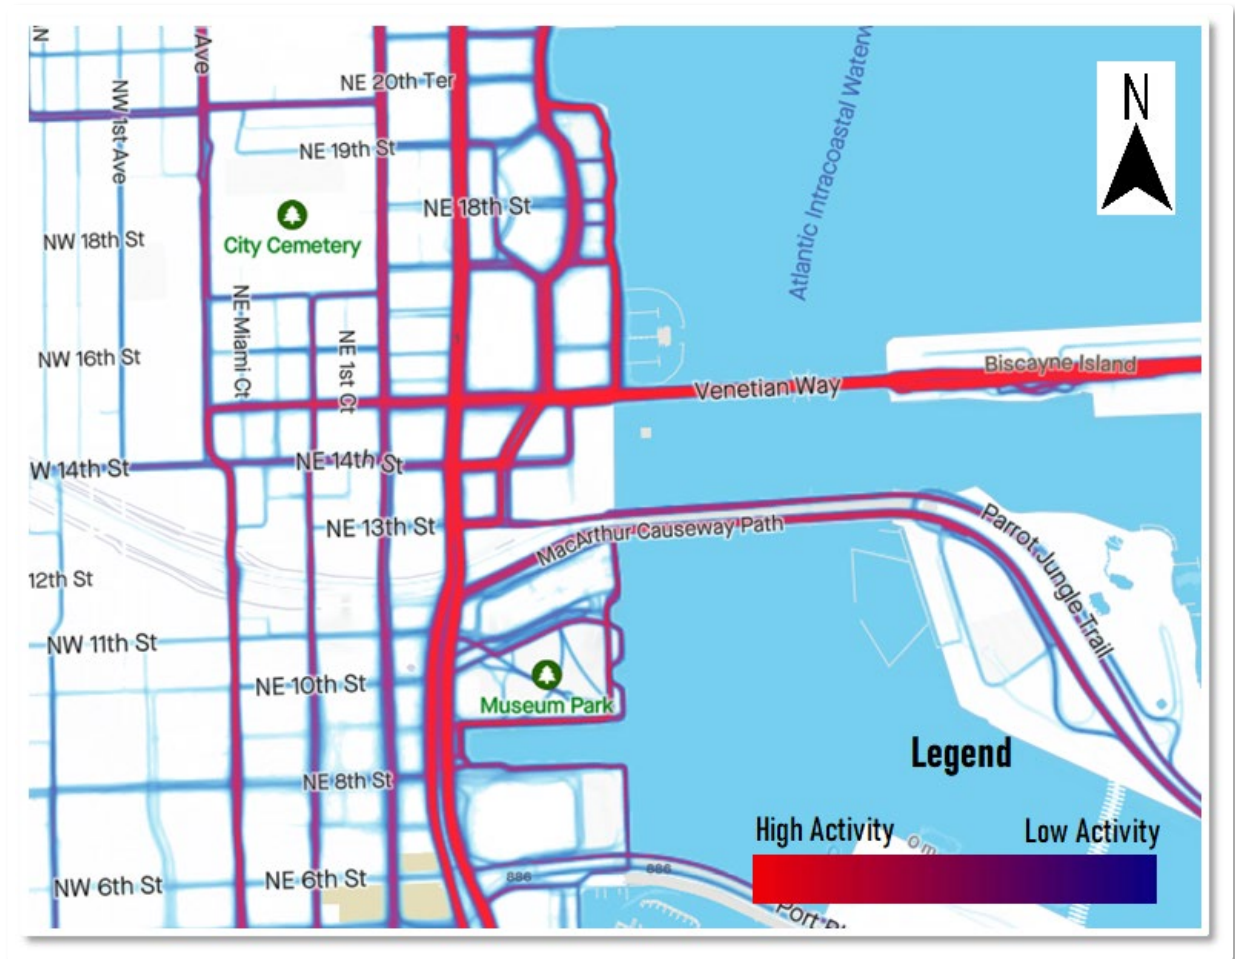 N
Ave
NE 20th Ter
NW 1st Ave
NE 19th St
Atlantic Intracoastal Waterw
N
NE 18th St
NW 18th St
City Cemetery
NE Miami Ct
NE 1st Ct
NW 16th St
Biscayne Island
Venetian Way
W 14th St
NE 14th St
NE 13th St
MacArthur Causeway Path
Parrot Jungle Trail
12th St
NW 11th St
NE 10th St
Museum Park
Legend
NE 8th St
High Activity
Low Activity
0 m
NW 6th St
NE 6th St
886
886
Port